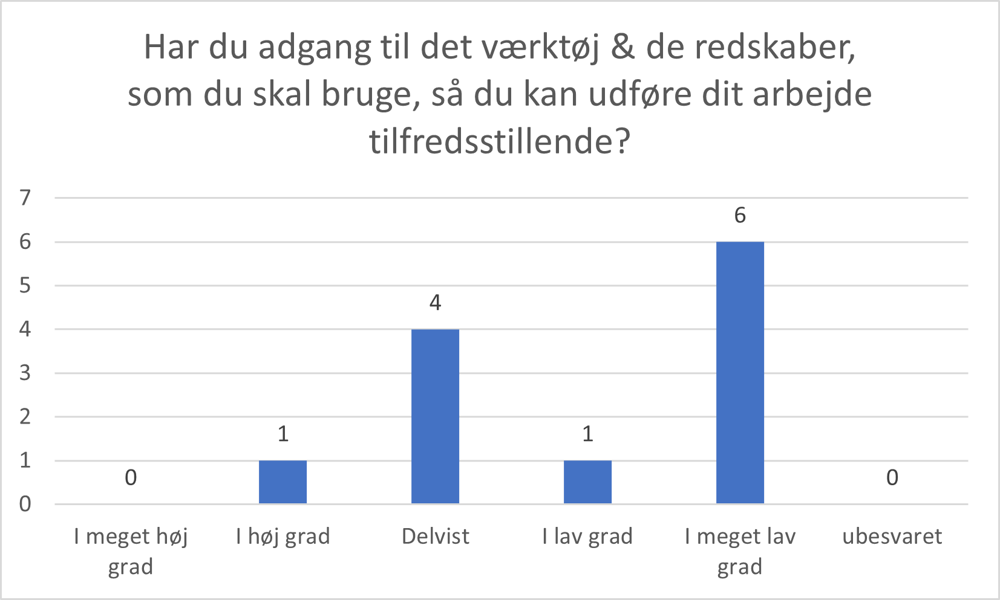 Har du adgang til det værktøj & de redskaber,
som du skal bruge, så du kan udføre dit arbejde
tilfredsstillende?
7
6
5
4
3
2
1
0
0
1
4
1
6
0
I meget høj
grad
I høj grad
Delvist
I lav grad
I meget lav
grad
ubesvaret